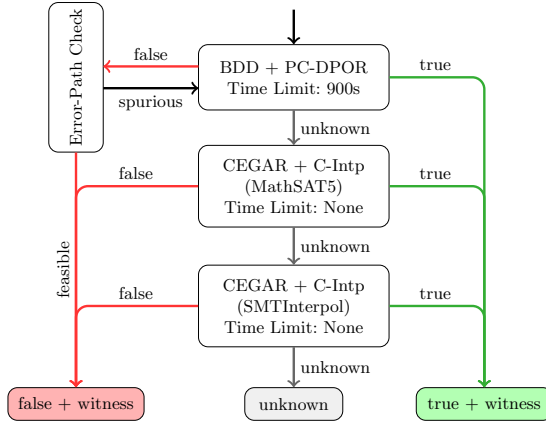 Error-Path Check
false
spurious
BDD + PC-DPOR
Time Limit: 900s
true
unknown
false
CEGAR + C-Intp
(MathSAT5)
Time Limit: None
true
feasible
unknown
false
CEGAR + C-Intp
(SMTInterpol)
Time Limit: None
true
unknown
false + witness
unknown
true + witness